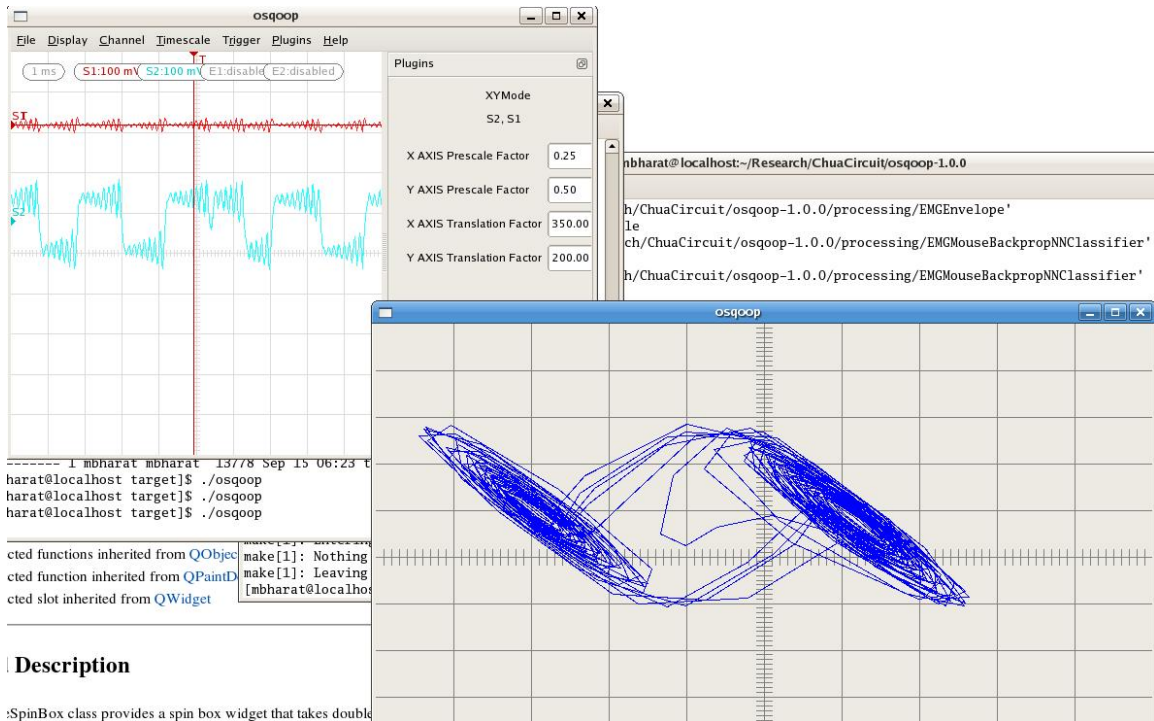 osqoop
File Display Channel Timescale Trigger Plugins Help
1 ms S1:100 mV S2:100 mV E1:disable E2:disabled
T
S1
S2
Plugins
XYMode
S2, S1
X AXIS Prescale Factor 0.25
Y AXIS Prescale Factor 0.50
X AXIS Translation Factor 350.00
Y AXIS Translation Factor 200.00
mbharat@localhost:~/Research/ChuaCircuit/osqoop-1.0.0
h/ChuaCircuit/osqoop-1.0.0/processing/EMGEnvelope'
le
ch/ChuaCircuit/osqoop-1.0.0/processing/EMGMouseBackpropNNClassifier'
h/ChuaCircuit/osqoop-1.0.0/processing/EMGMouseBackpropNNClassifier'
osqoop
------- 1 mbharat mbharat 13778 Sep 15 06:23 t
harat@localhost target]$ ./osqoop
harat@localhost target]$ ./osqoop
harat@localhost target]$ ./osqoop
cted functions inherited from QObjec
cted function inherited from QPaintD
cted slot inherited from QWidget
make[1]: Entering
make[1]: Nothing
make[1]: Leaving
[mbharat@localhos
Description
:SpinBox class provides a spin box widget that takes double